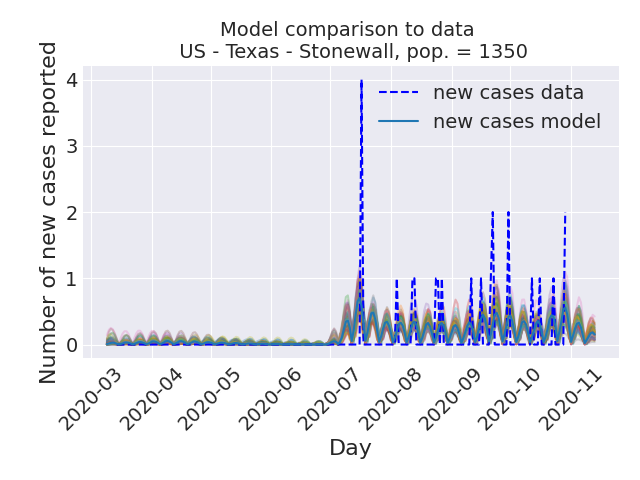 Model comparison to data
US - Texas - Stonewall, pop. = 1350
new cases data
new cases model
Number of new cases reported
4
3
2
1
0
2020-03
2020-04
2020-05
2020-06
2020-07
2020-08
2020-09
2020-10
2020-11
Day